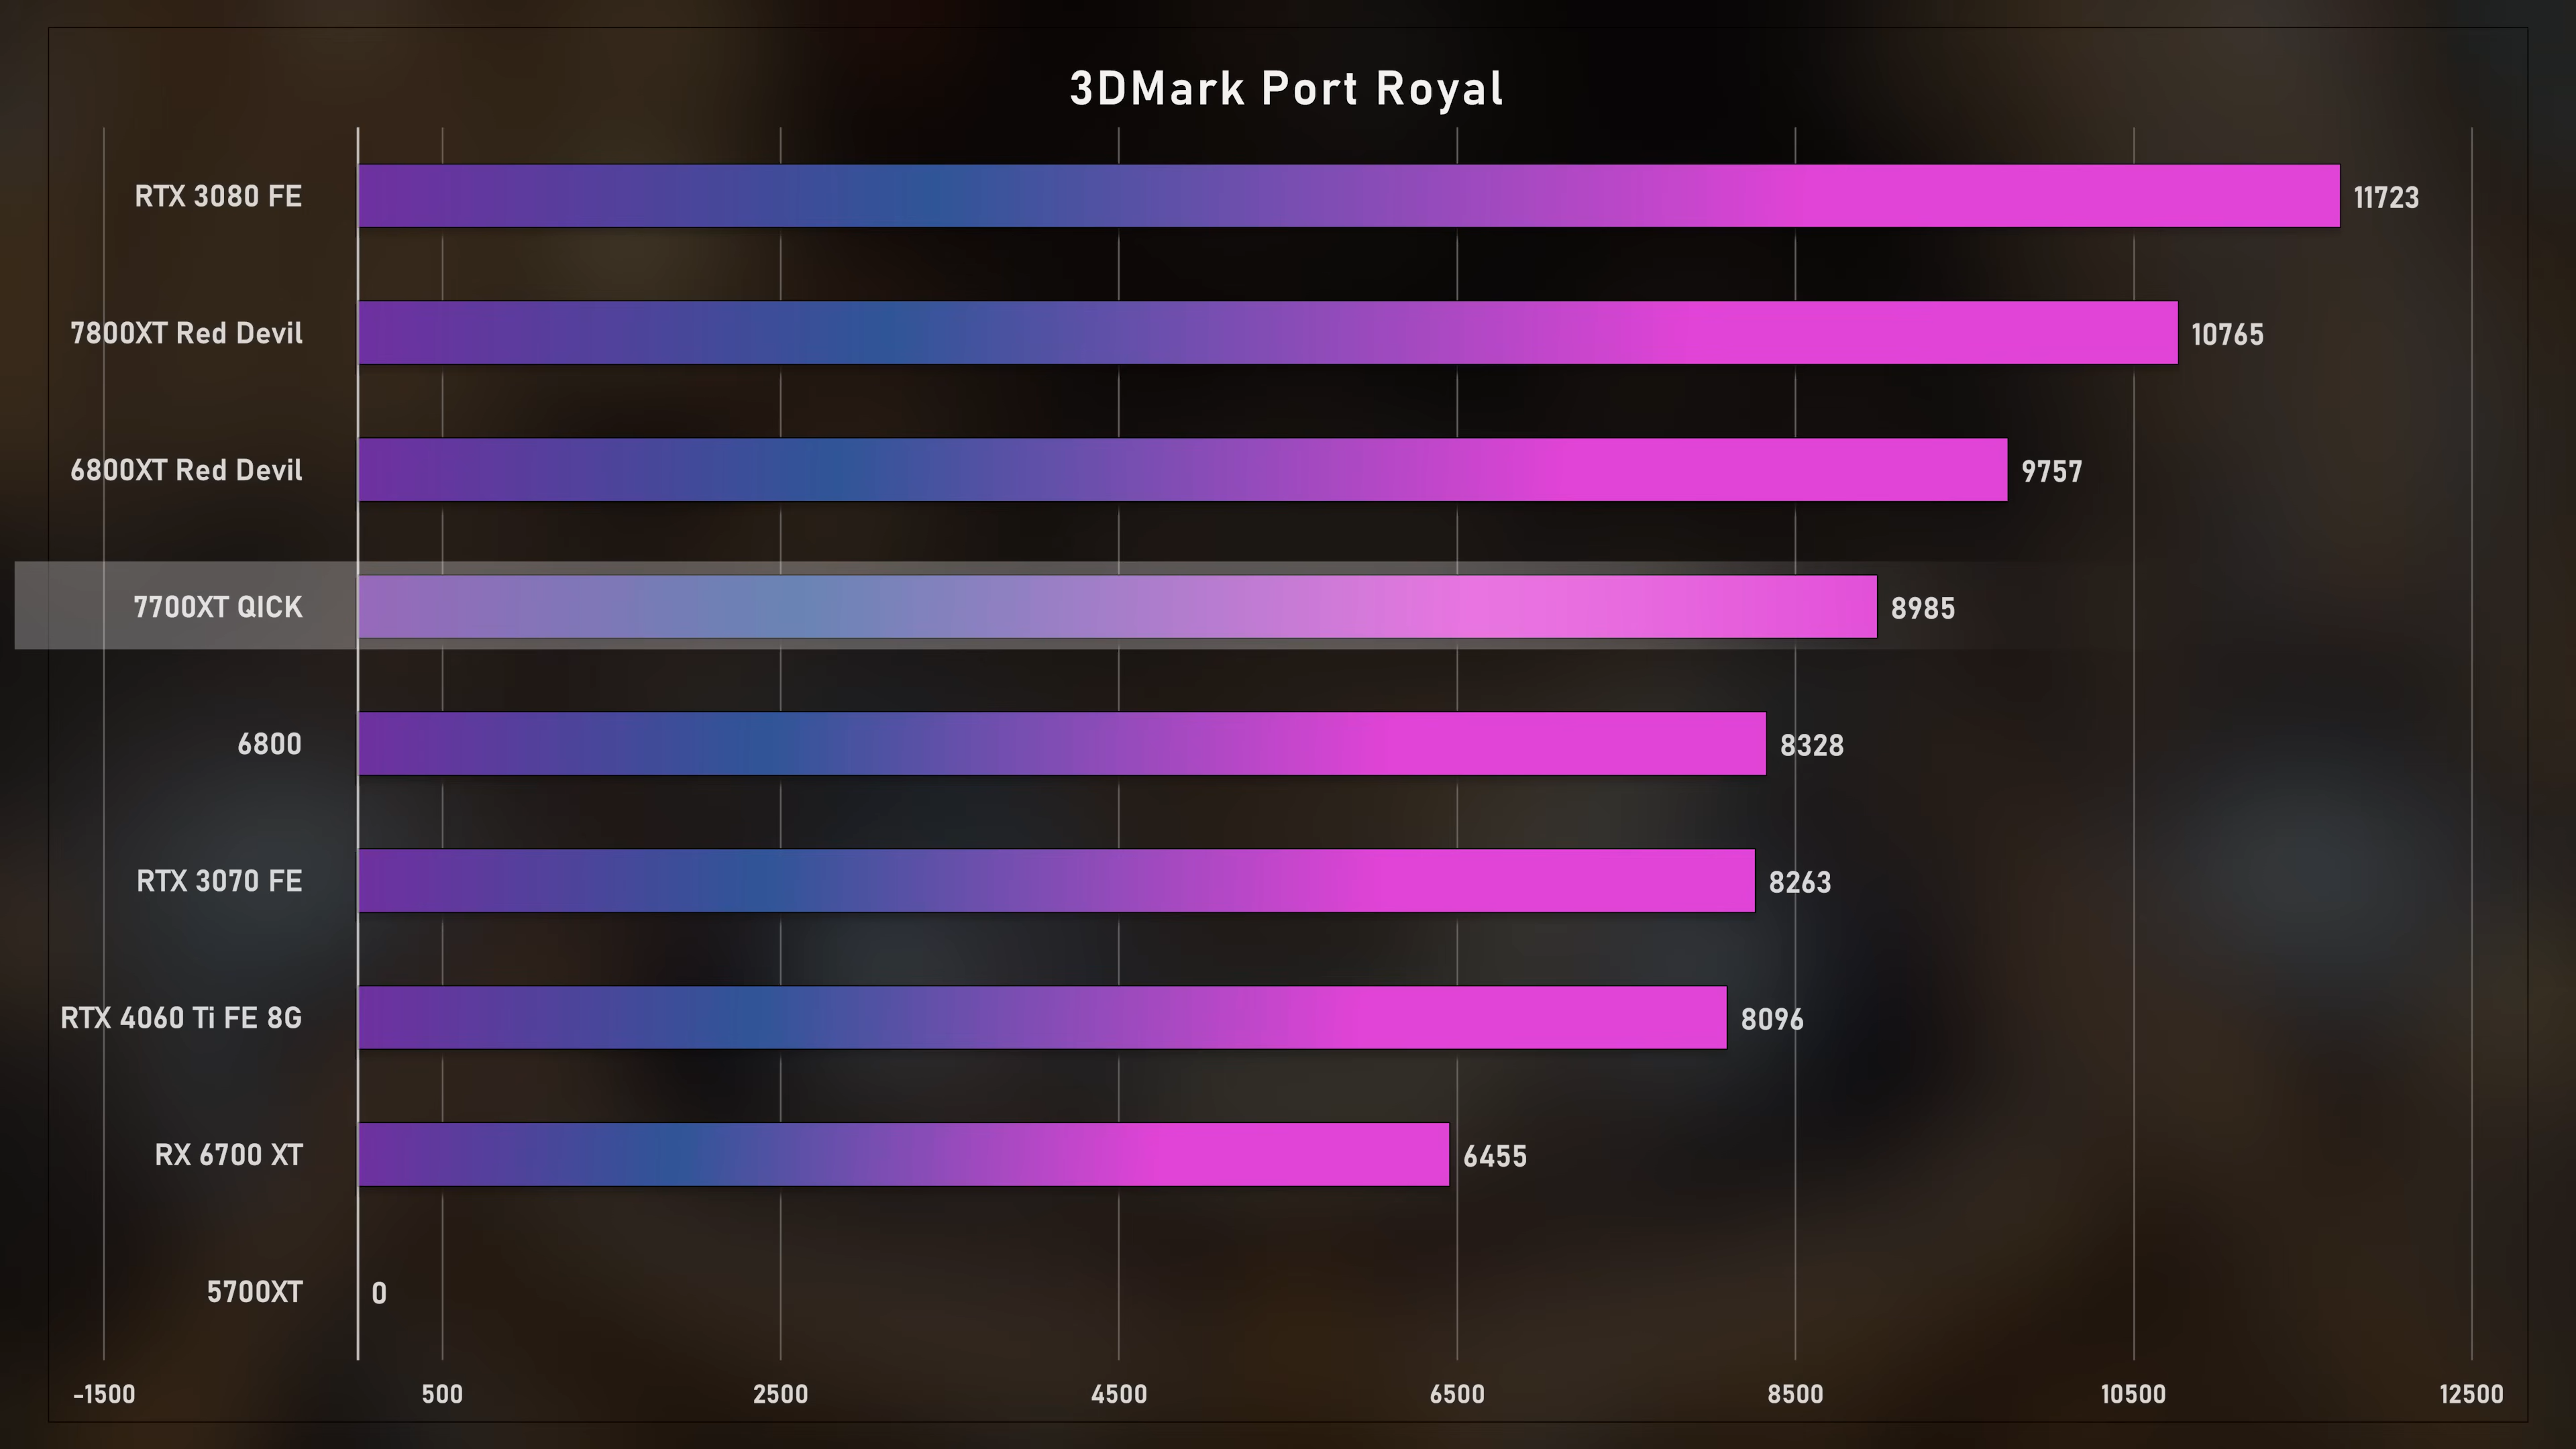 3DMark Port Royal
RTX 3080 FE 11723
7800XT Red Devil 10765
6800XT Red Devil 9757
7700XT QICK 8985
6800 8328
RTX 3070 FE 8263
RTX 4060 Ti FE 8G 8096
RX 6700 XT 6455
5700XT 0
-1500 500 2500 4500 6500 8500 10500 12500